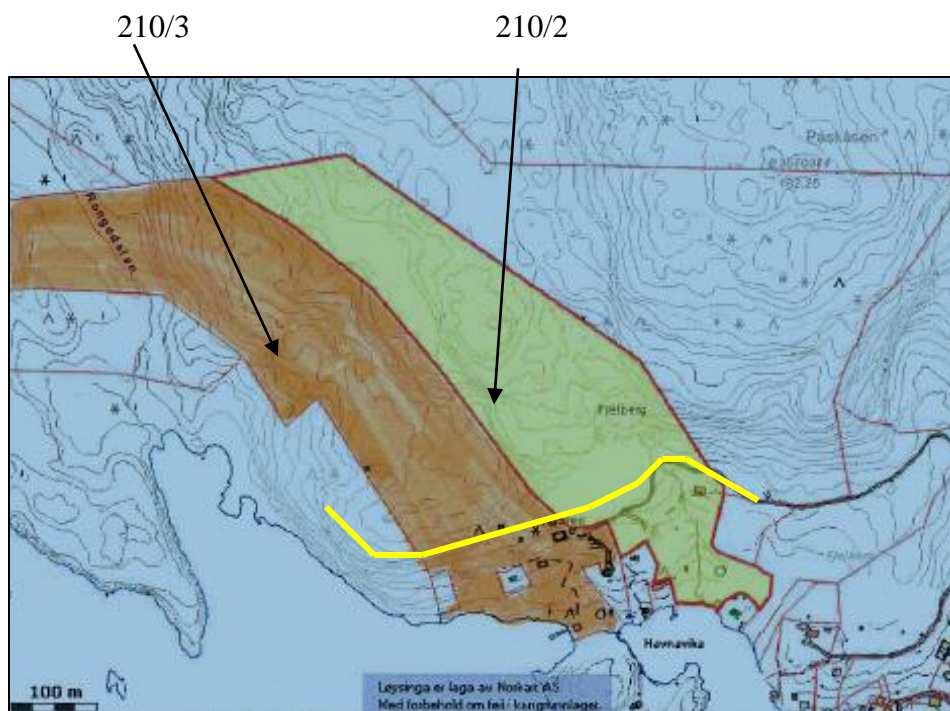 210/3
210/2
Påskåsen
182.25
Rongedalen
Fjelberg
Havnavika
100 m
Løysinga er laga av Norkart AS
Med forbehold om feil i kartgrunnlaget.